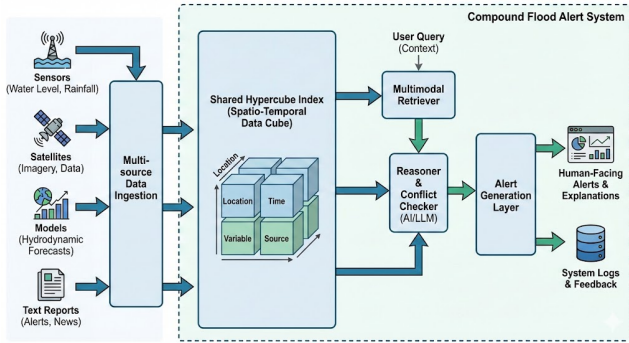 Compound Flood Alert System
Sensors
(Water Level, Rainfall)
Satellites
(Imagery, Data)
Models
(Hydrodynamic
Forecasts)
Text Reports
(Alerts, News)
Multi-
source
Data
Ingestion
Shared Hypercube Index
(Spatio-Temporal
Data Cube)
Location
Location
Time
Variable
Source
User Query
(Context)
Multimodal
Retriever
Reasoner &
Conflict
Checker
(AI/LLM)
Alert
Generation
Layer
Human-Facing
Alerts &
Explanations
System Logs
& Feedback